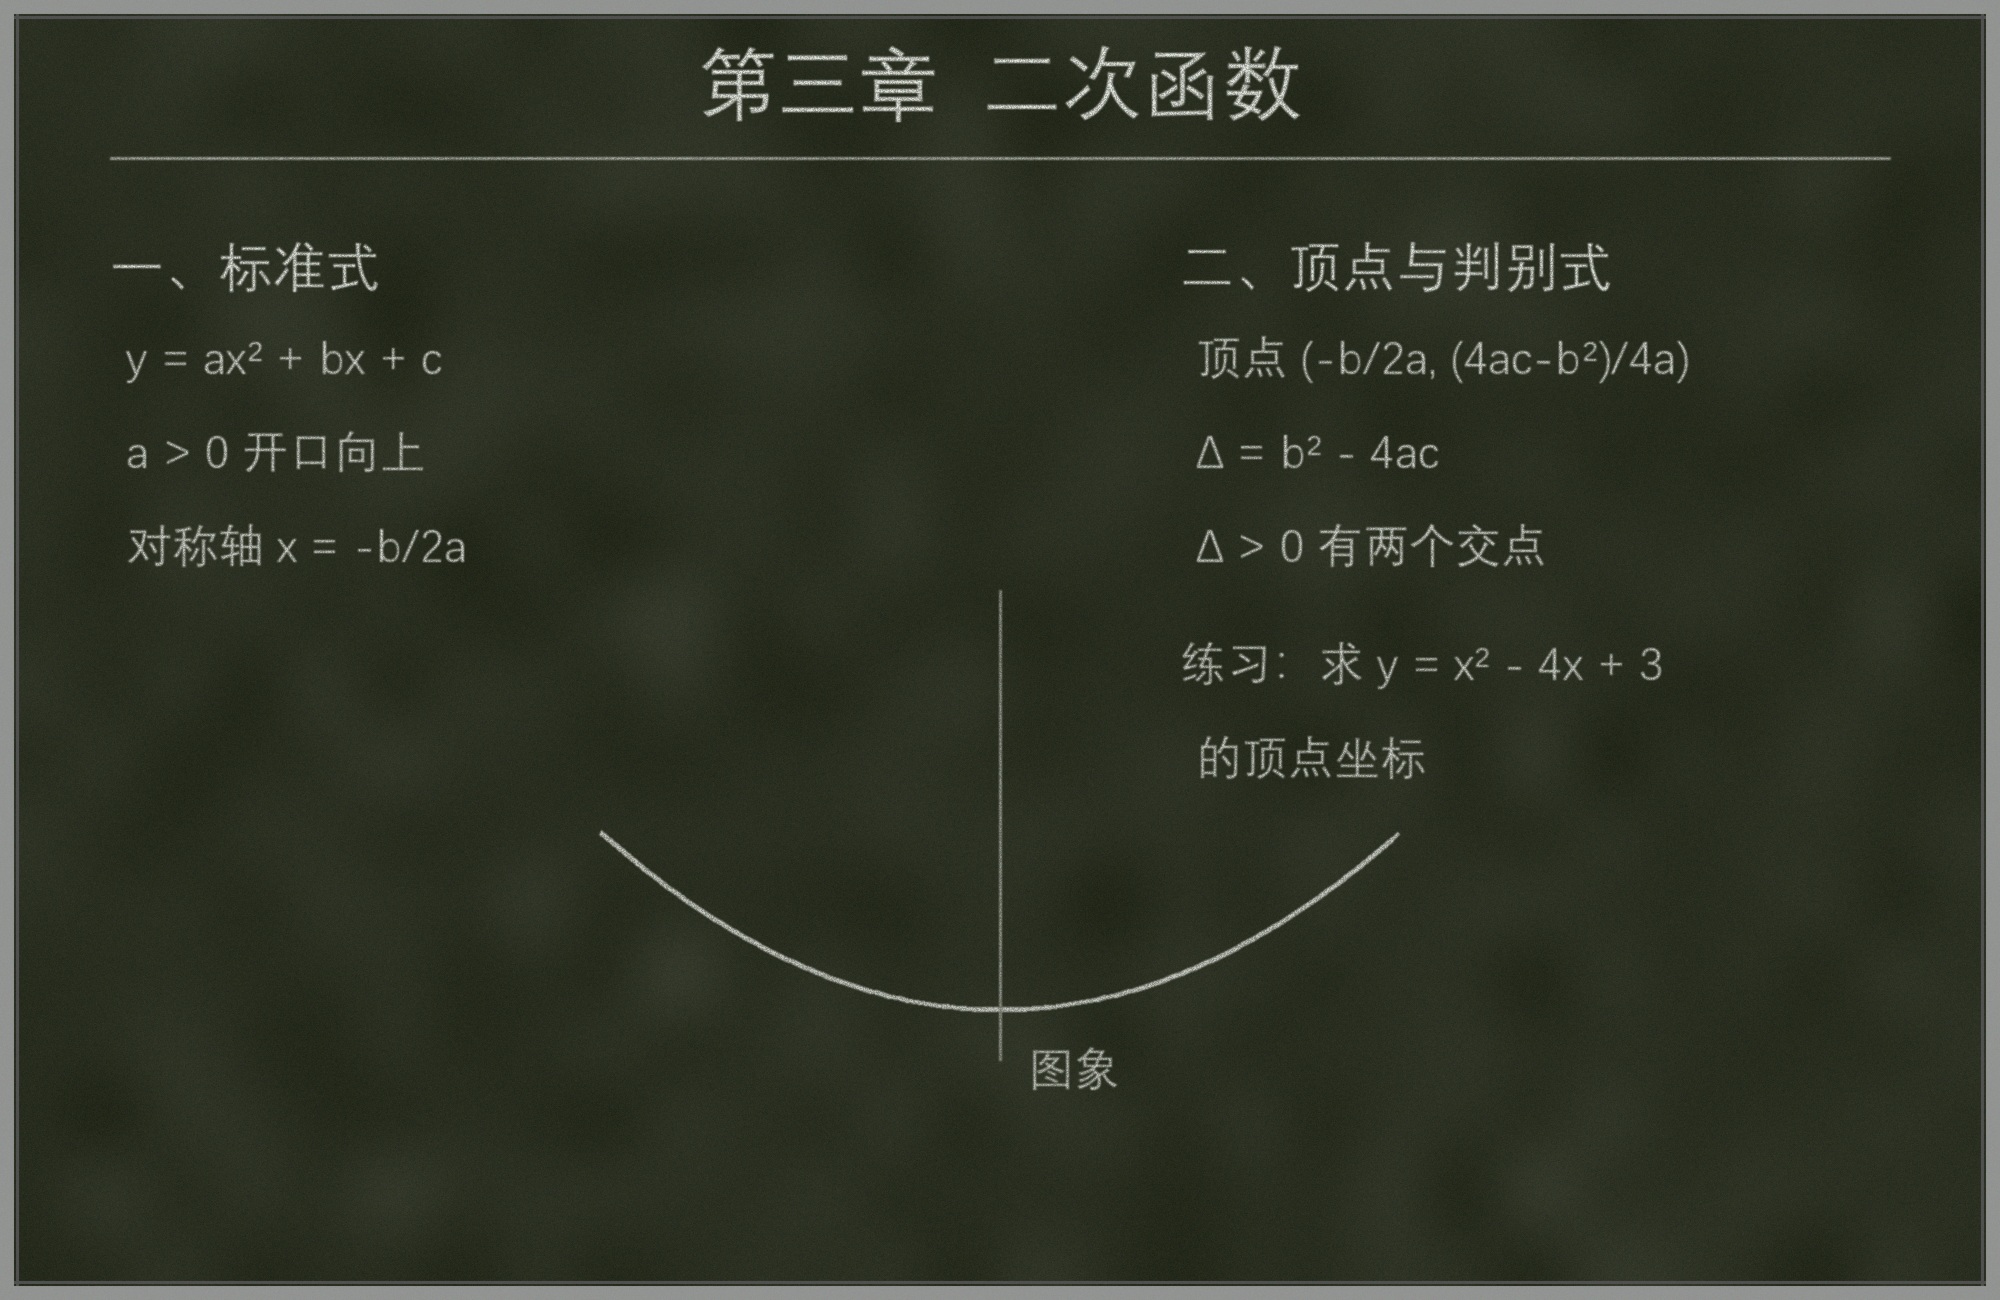 第三章 二次函数
一、标准式
y = ax² + bx + c
a > 0 开口向上
对称轴 x = -b/2a
二、顶点与判别式
顶点 (-b/2a, (4ac-b²)/4a)
Δ = b² - 4ac
Δ > 0 有两个交点
练习：求 y = x² - 4x + 3
的顶点坐标
图象